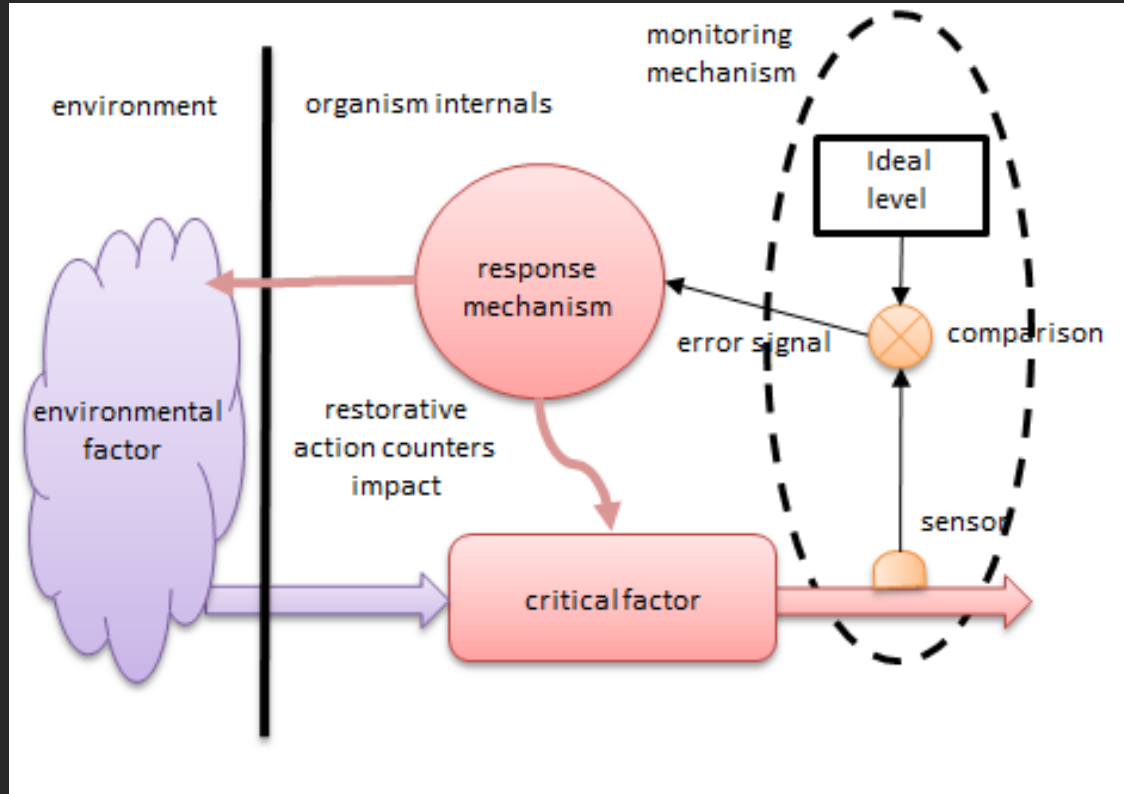 monitoring
mechanism
environment
organism internals
Ideal
level
response
mechanism
error signal
comparison
environmental
factor
restorative
action counters
impact
sensor
critical factor